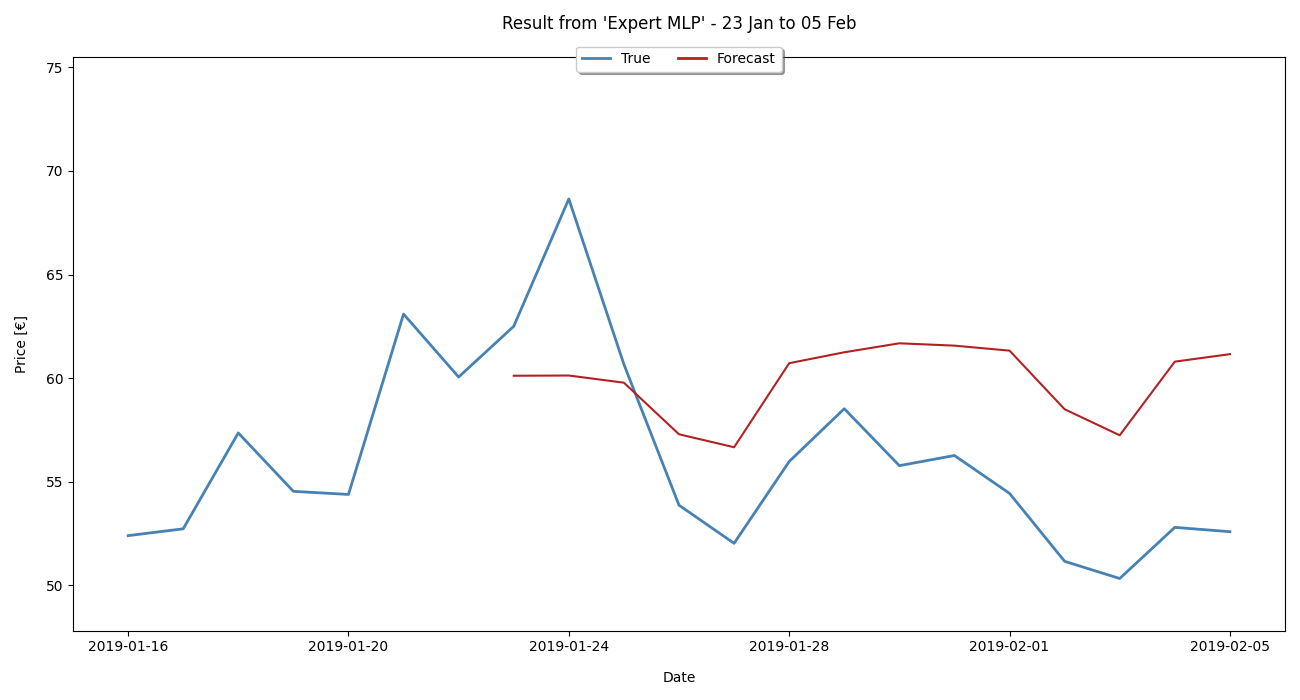 Result from 'Expert MLP' - 23 Jan to 05 Feb
True Forecast
75
70
65
60
55
50
Price [€]
2019-01-16 2019-01-20 2019-01-24 2019-01-28 2019-02-01 2019-02-05
Date